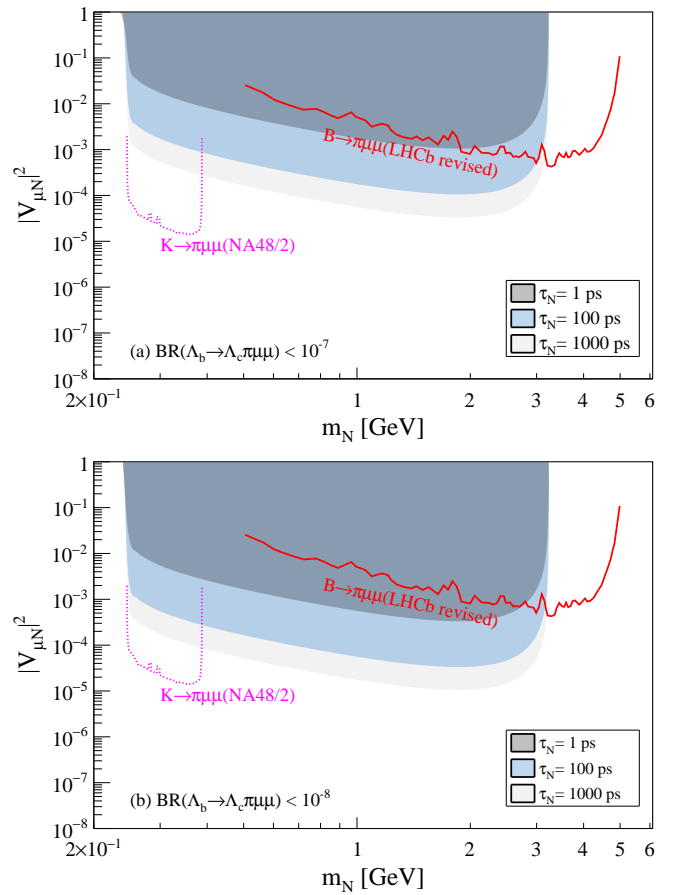 1
10⁻¹
10⁻²
10⁻³
10⁻⁴
10⁻⁵
10⁻⁶
10⁻⁷
10⁻⁸
|V_μN|²
B→πμμ(LHCb revised)
K→πμμ(NA48/2)
τ_N= 1 ps
τ_N= 100 ps
τ_N= 1000 ps
(a) BR(Λ_b→Λ_cπμμ) < 10⁻⁷
2×10⁻¹ 1 2 3 4 5 6
m_N [GeV]
1
10⁻¹
10⁻²
10⁻³
10⁻⁴
10⁻⁵
10⁻⁶
10⁻⁷
10⁻⁸
|V_μN|²
B→πμμ(LHCb revised)
K→πμμ(NA48/2)
τ_N= 1 ps
τ_N= 100 ps
τ_N= 1000 ps
(b) BR(Λ_b→Λ_cπμμ) < 10⁻⁸
2×10⁻¹ 1 2 3 4 5 6
m_N [GeV]